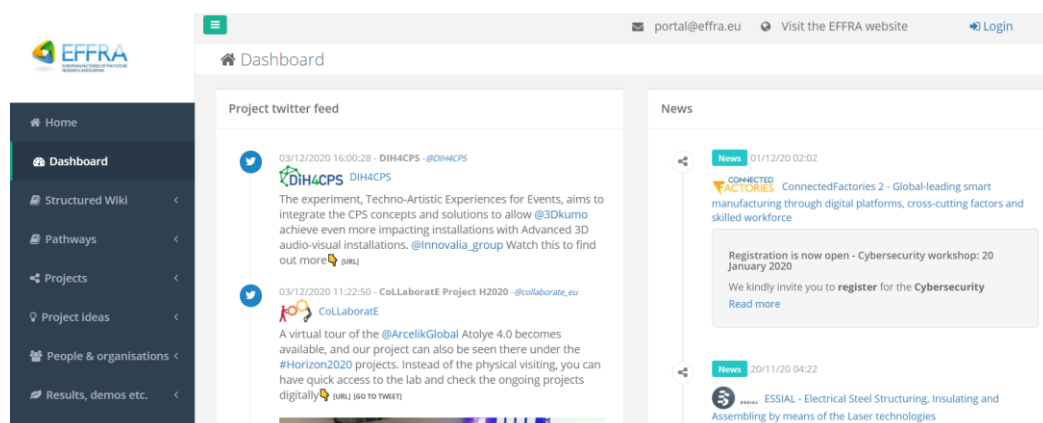 EFFRA
EUROPEAN FACTORIES OF THE FUTURE
RESEARCH ASSOCIATION
portal@effra.eu Visit the EFFRA website Login
Dashboard
Home
Dashboard
Structured Wiki
Pathways
Projects
Project ideas
People & organisations
Results, demos etc.
Project twitter feed
03/12/2020 16:00:28 - DIH4CPS -@DIH4CPS
DIH4CPS DIH4CPS
The experiment, Techno-Artistic Experiences for Events, aims to
integrate the CPS concepts and solutions to allow @3Dkumo
achieve even more impacting installations with Advanced 3D
audio-visual installations. @Innovalia_group Watch this to find
out more [URL]
03/12/2020 11:22:50 - CoLLaboratE Project H2020 -@collaborate_eu
CoLLaboratE
A virtual tour of the @ArcelikGlobal Atolye 4.0 becomes
available, and our project can also be seen there under the
#Horizon2020 projects. Instead of the physical visiting, you can
have quick access to the lab and check the ongoing projects
digitally [URL] [GO TO TWEET]
News
News 01/12/20 02:02
CONNECTED
FACTORIES ConnectedFactories 2 - Global-leading smart
manufacturing through digital platforms, cross-cutting factors and
skilled workforce
Registration is now open - Cybersecurity workshop: 20
January 2020
We kindly invite you to register for the Cybersecurity
Read more
News 20/11/20 04:22
ESSIAL ESSIAL - Electrical Steel Structuring, Insulating and
Assembling by means of the Laser technologies